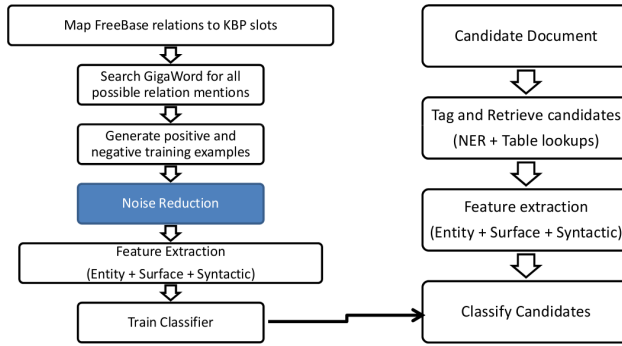 Map FreeBase relations to KBP slots
Search GigaWord for all
possible relation mentions
Generate positive and
negative training examples
Noise Reduction
Feature Extraction
(Entity + Surface + Syntactic)
Train Classifier
Candidate Document
Tag and Retrieve candidates
(NER + Table lookups)
Feature extraction
(Entity + Surface + Syntactic)
Classify Candidates